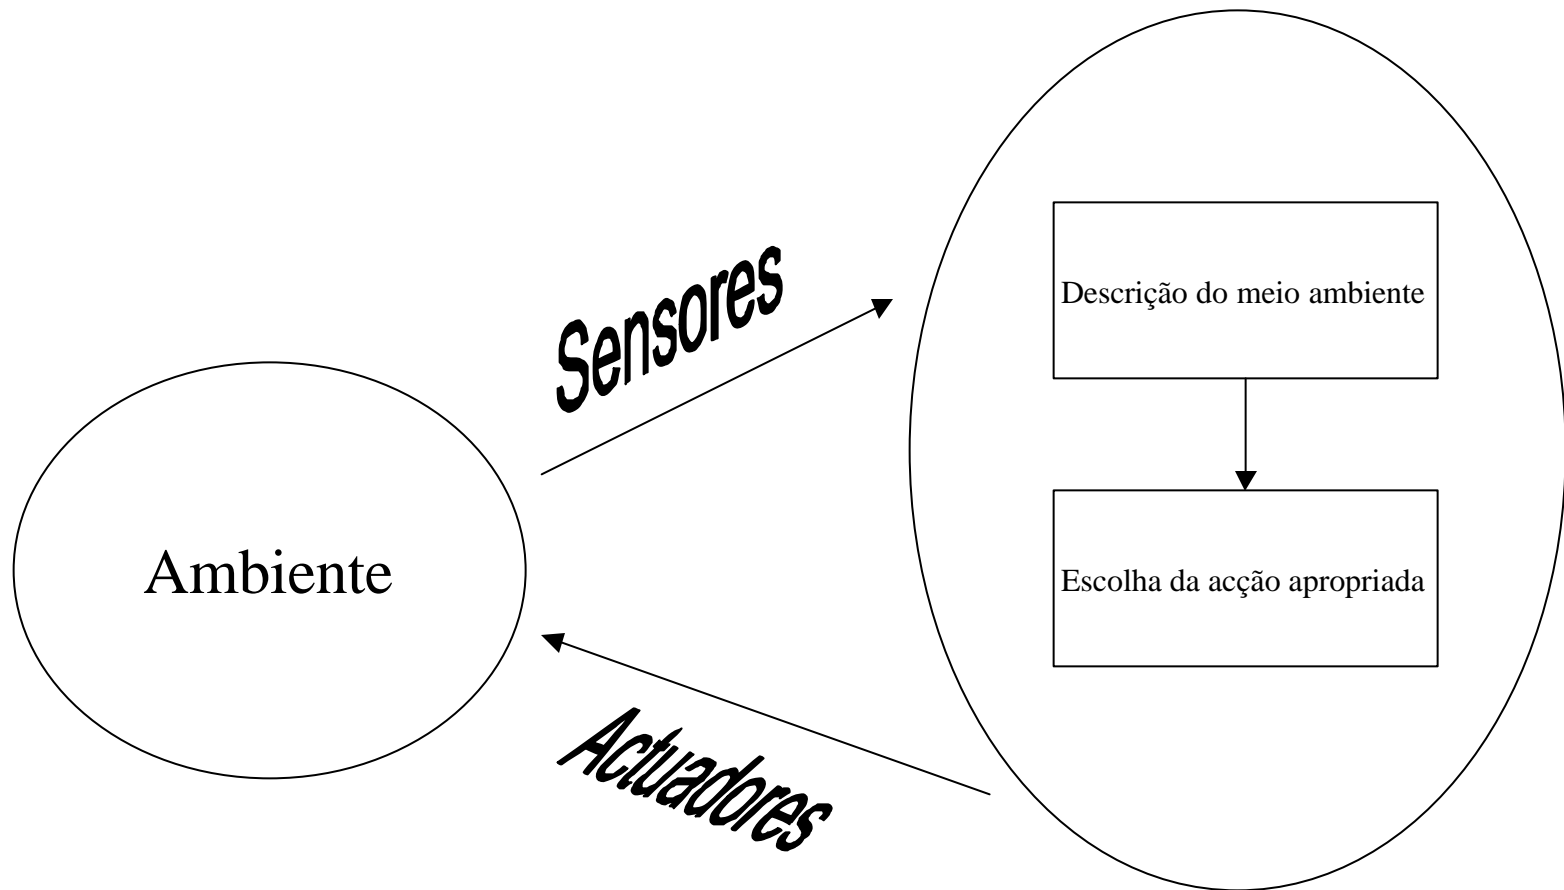 Sensores
Descrição do meio ambiente
Ambiente
Escolha da acção apropriada
Actuadores